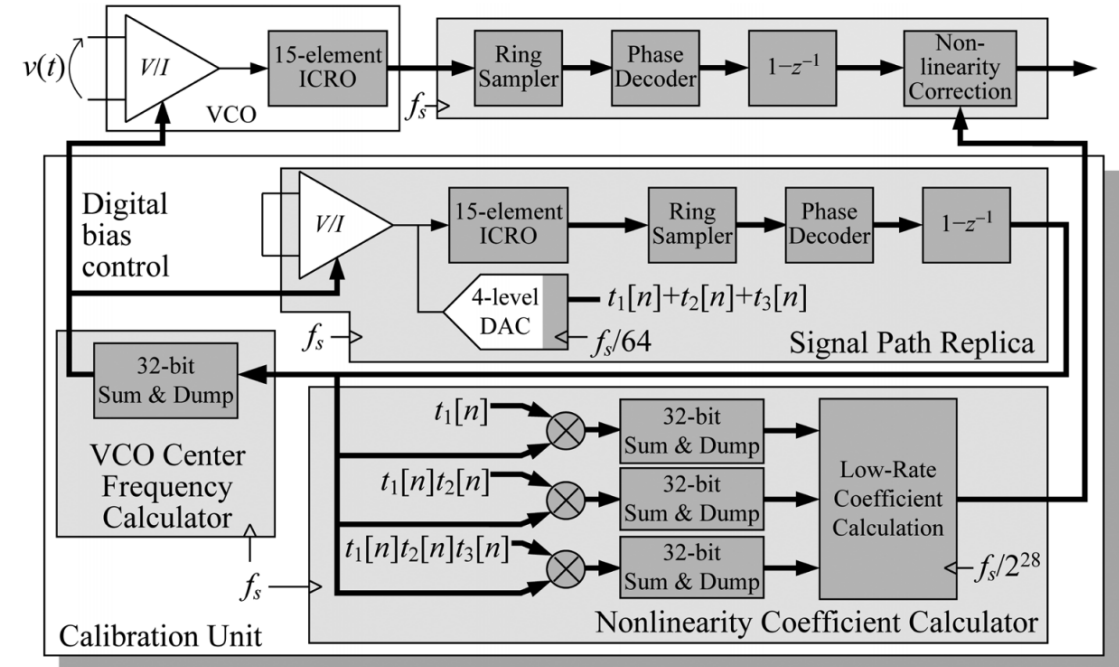 v(t)
V/I
15-element
ICRO
VCO
fₛ
Ring
Sampler
Phase
Decoder
1−z⁻¹
Non-
linearity
Correction
Digital
bias
control
V/I
15-element
ICRO
Ring
Sampler
Phase
Decoder
1−z⁻¹
4-level
DAC
t₁[n]+t₂[n]+t₃[n]
fₛ/64
fₛ
Signal Path Replica
32-bit
Sum & Dump
VCO Center
Frequency
Calculator
fₛ
t₁[n]
32-bit
Sum & Dump
t₁[n]t₂[n]
32-bit
Sum & Dump
t₁[n]t₂[n]t₃[n]
32-bit
Sum & Dump
Low-Rate
Coefficient
Calculation
fₛ/2²⁸
Nonlinearity Coefficient Calculator
Calibration Unit